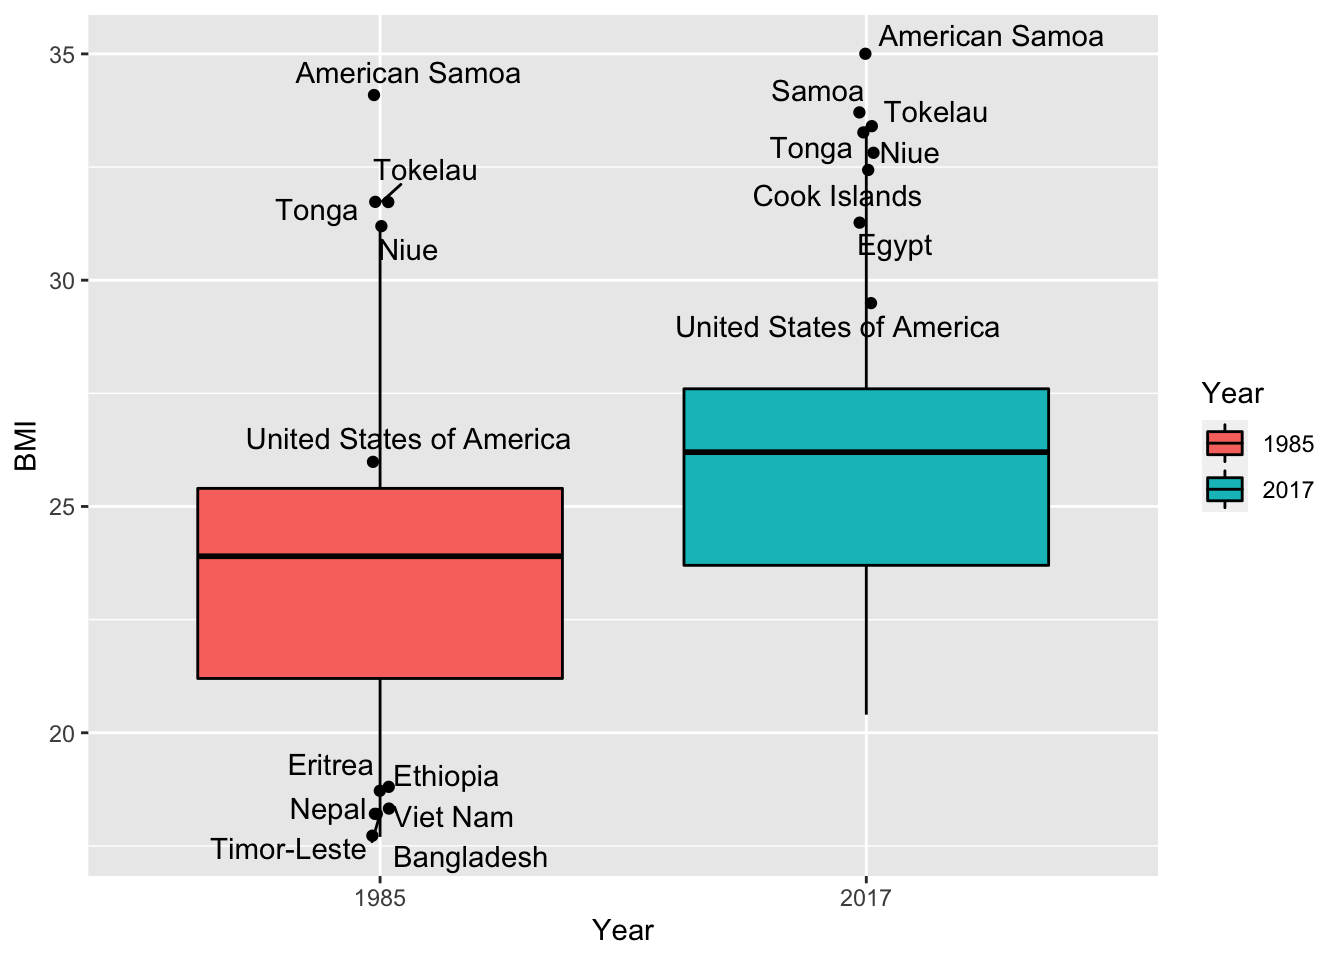 35
30
25
20
BMI
American Samoa
Tokelau
Tonga
Niue
United States of America
Eritrea
Ethiopia
Nepal
Viet Nam
Timor-Leste
Bangladesh
American Samoa
Samoa
Tokelau
Tonga
Niue
Cook Islands
Egypt
United States of America
1985
2017
Year
Year
1985
2017